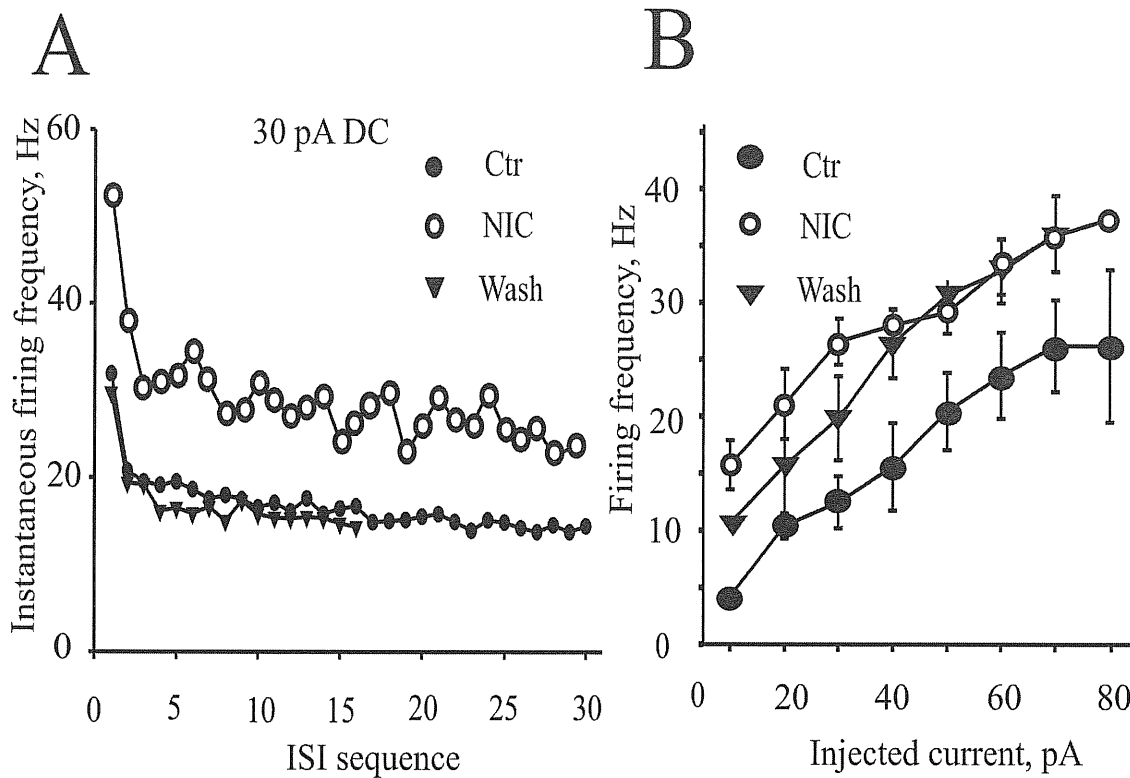 A
Instantaneous firing frequency, Hz
60
40
20
0
30 pA DC
Ctr
NIC
Wash
0 5 10 15 20 25 30
ISI sequence
B
Firing frequency, Hz
40
30
20
10
0
Ctr
NIC
Wash
0 20 40 60 80
Injected current, pA